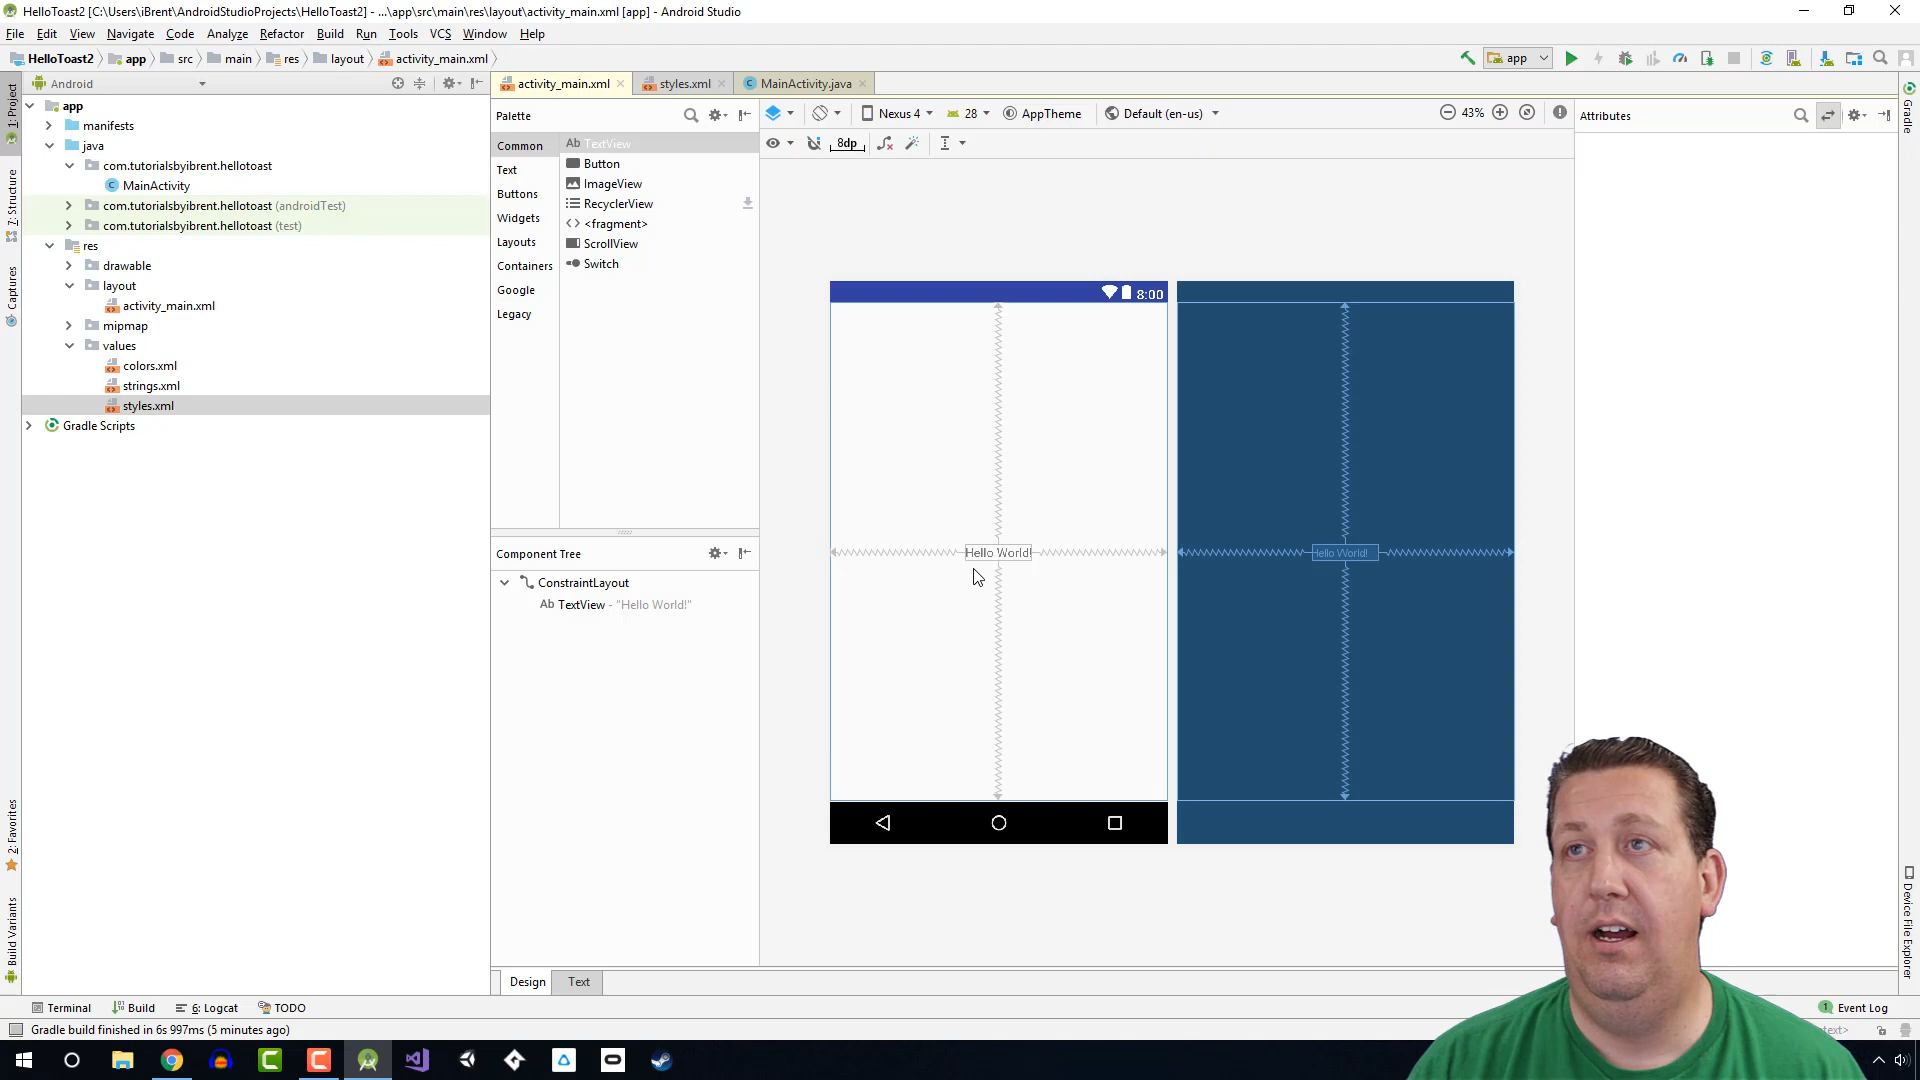 HelloToast2 [C:\Users\iBrent\AndroidStudioProjects\HelloToast2] - ...\app\src\main\res\layout\activity_main.xml [app] - Android Studio
File Edit View Navigate Code Analyze Refactor Build Run Tools VCS Window Help
HelloToast2 app src main res layout activity_main.xml
app
1: Project
7: Structure
Captures
2: Favorites
Build Variants
Android
app
manifests
java
com.tutorialsbyibrent.hellotoast
MainActivity
com.tutorialsbyibrent.hellotoast (androidTest)
com.tutorialsbyibrent.hellotoast (test)
res
drawable
layout
activity_main.xml
mipmap
values
colors.xml
strings.xml
styles.xml
Gradle Scripts
activity_main.xml styles.xml MainActivity.java
Palette
Common
Text
Buttons
Widgets
Layouts
Containers
Google
Legacy
Ab TextView
Button
ImageView
RecyclerView
<fragment>
ScrollView
Switch
Component Tree
ConstraintLayout
Ab TextView - "Hello World!"
Nexus 4 28 AppTheme Default (en-us) 43%
8dp
8:00
Hello World!
Hello World!
Attributes
Gradle
Device File Explorer
Design Text
Terminal Build 6: Logcat TODO
1 Event Log
Gradle build finished in 6s 997ms (5 minutes ago)